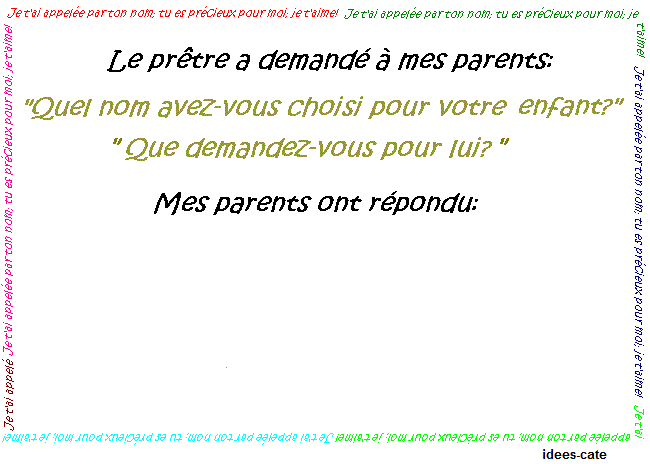 Je t'ai appelée par ton nom; tu es précieux pour moi; je t'aime! Je t'ai appelée par ton nom; tu es précieux pour moi; je
t'aime! Je t'ai appelée par ton nom; tu es précieux pour moi; je t'aime! Je t'ai
appelée par ton nom; tu es précieux pour moi; je t'aime! Je t'ai appelée par ton nom; tu es précieux pour moi; je t'aime!
Je t'ai appelé Je t'ai appelée par ton nom; tu es précieux pour moi; je t'aime!
Le prêtre a demandé à mes parents:
"Quel nom avez-vous choisi pour votre enfant?"
" Que demandez-vous pour lui? "
Mes parents ont répondu:
idees-cate